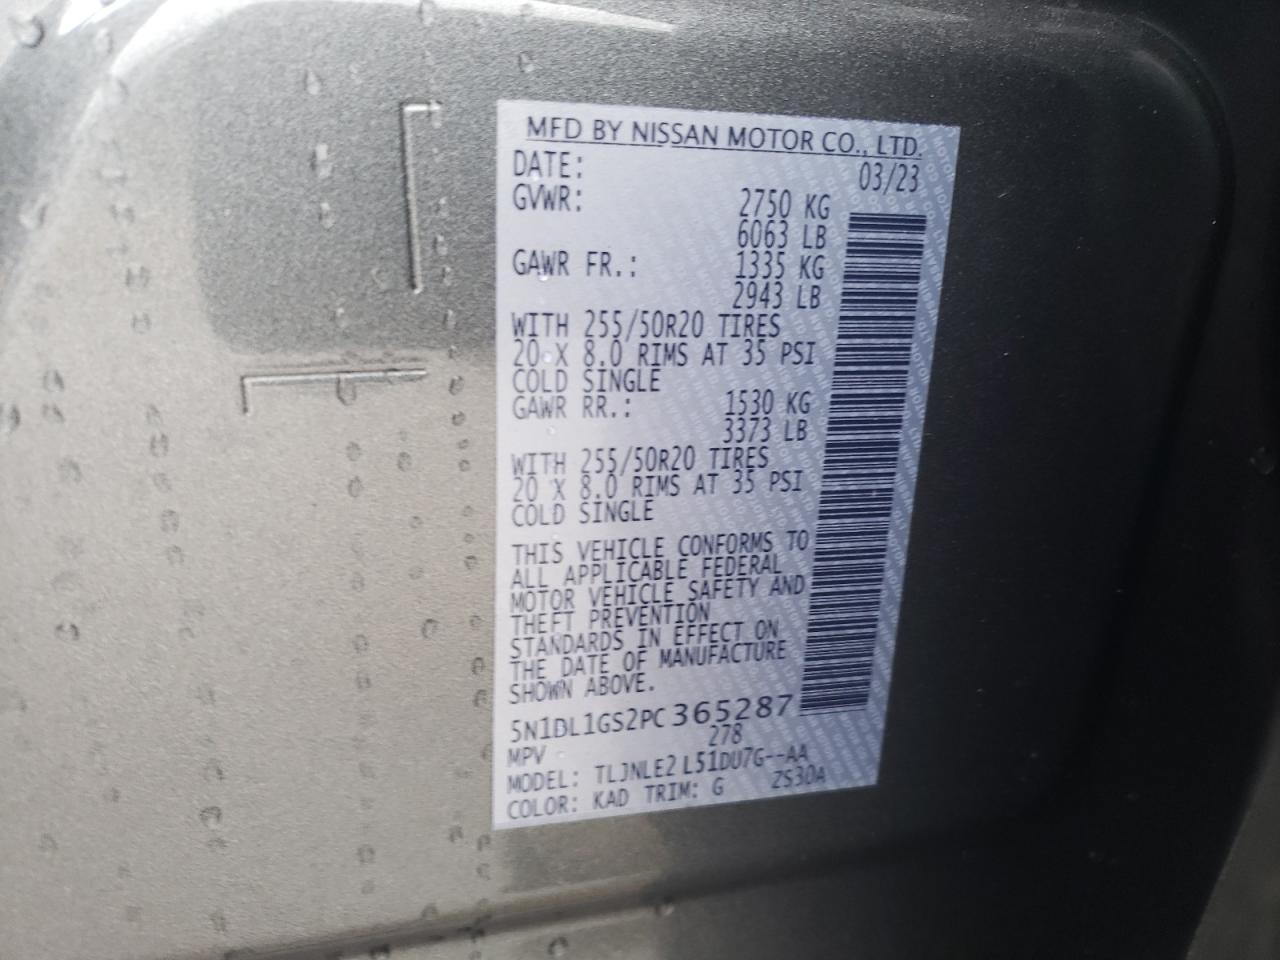 MFD BY NISSAN MOTOR CO., LTD.
DATE: 03/23
GVWR: 2750 KG
6063 LB
GAWR FR.: 1335 KG
2943 LB
WITH 255/50R20 TIRES
20 X 8.0 RIMS AT 35 PSI
COLD SINGLE
GAWR RR.: 1530 KG
3373 LB
WITH 255/50R20 TIRES
20 X 8.0 RIMS AT 35 PSI
COLD SINGLE
THIS VEHICLE CONFORMS TO
ALL APPLICABLE FEDERAL
MOTOR VEHICLE SAFETY AND
THEFT PREVENTION
STANDARDS IN EFFECT ON
THE DATE OF MANUFACTURE
SHOWN ABOVE.
5N1DL1GS2PC365287
MPV 278
MODEL: TLJNLE2 L51DU7G--AA
COLOR: KAD TRIM: G ZS30A